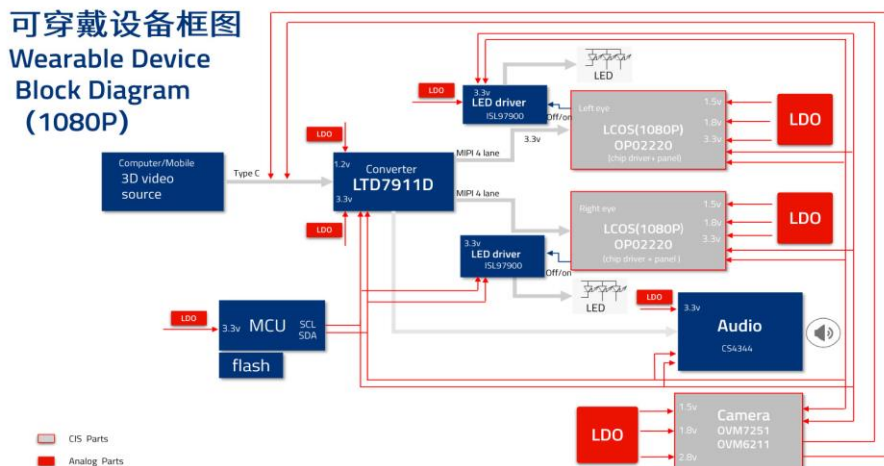 可穿戴设备框图
Wearable Device
Block Diagram
（1080P）
LED
LDO
3.3v
LED driver
ISL97900
Off/on
3.3v
Left eye
LCOS(1080P)
OP02220
(chip driver+ panel)
1.5v
1.8v
3.3v
LDO
Computer/Mobile
3D video
source
Type C
LDO
1.2v
Converter
LTD7911D
3.3v
LDO
MIPI 4 lane
MIPI 4 lane
Right eye
LCOS(1080P)
OP02220
(chip driver + panel )
1.5v
1.8v
3.3v
LDO
3.3v
LED driver
ISL97900
Off/on
LED
LDO
3.3v
MCU
SCL
SDA
flash
LDO
3.3v
Audio
CS4344
LDO
1.5v
1.8v
2.8v
Camera
OVM7251
OVM6211
CIS Parts
Analog Parts